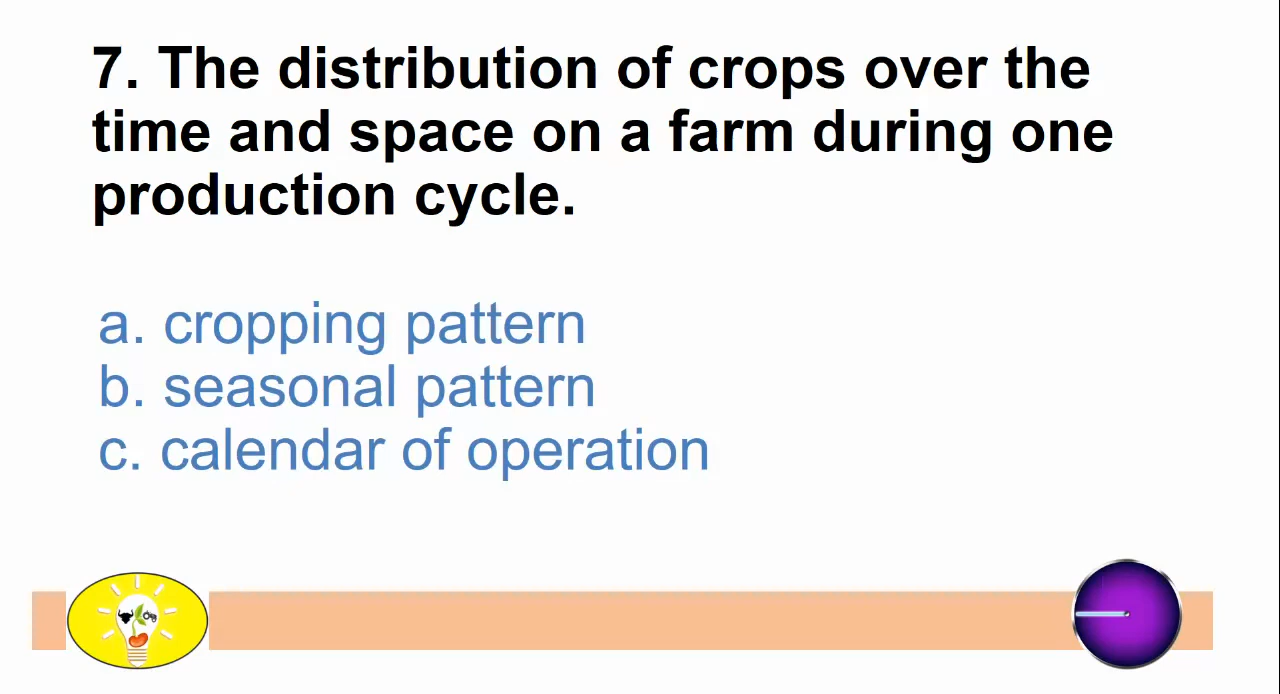 7. The distribution of crops over the
time and space on a farm during one
production cycle.
a. cropping pattern
b. seasonal pattern
c. calendar of operation